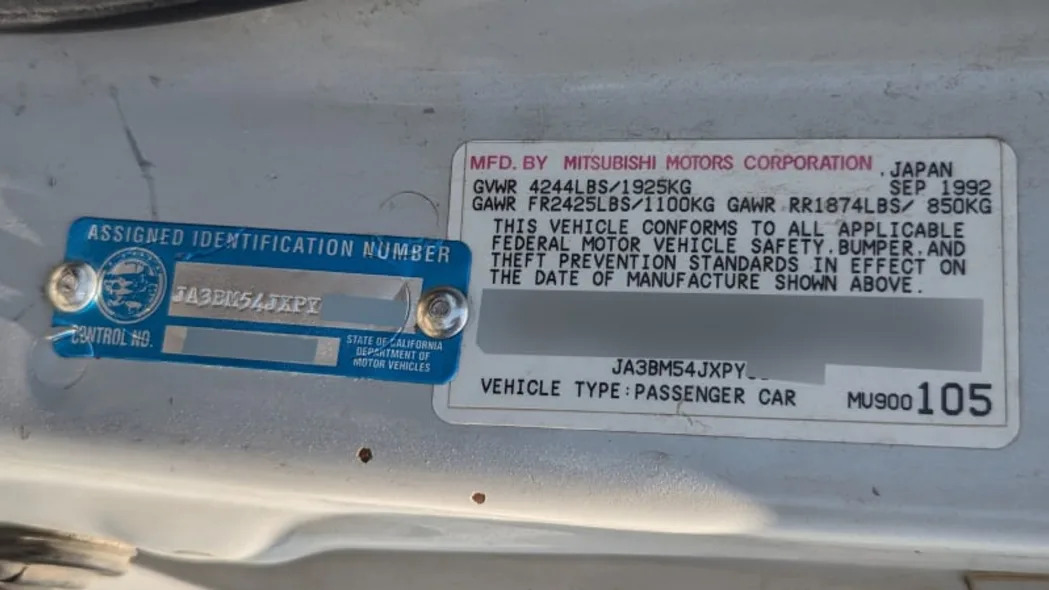 ASSIGNED IDENTIFICATION NUMBER
JA3BM54JXPY
CONTROL NO.
STATE OF CALIFORNIA
DEPARTMENT OF
MOTOR VEHICLES
MFD. BY MITSUBISHI MOTORS CORPORATION , JAPAN
GVWR 4244LBS/1925KG SEP 1992
GAWR FR2425LBS/1100KG GAWR RR1874LBS/ 850KG
THIS VEHICLE CONFORMS TO ALL APPLICABLE
FEDERAL MOTOR VEHICLE SAFETY, BUMPER, AND
THEFT PREVENTION STANDARDS IN EFFECT ON
THE DATE OF MANUFACTURE SHOWN ABOVE.
JA3BM54JXPY
VEHICLE TYPE:PASSENGER CAR MU900105